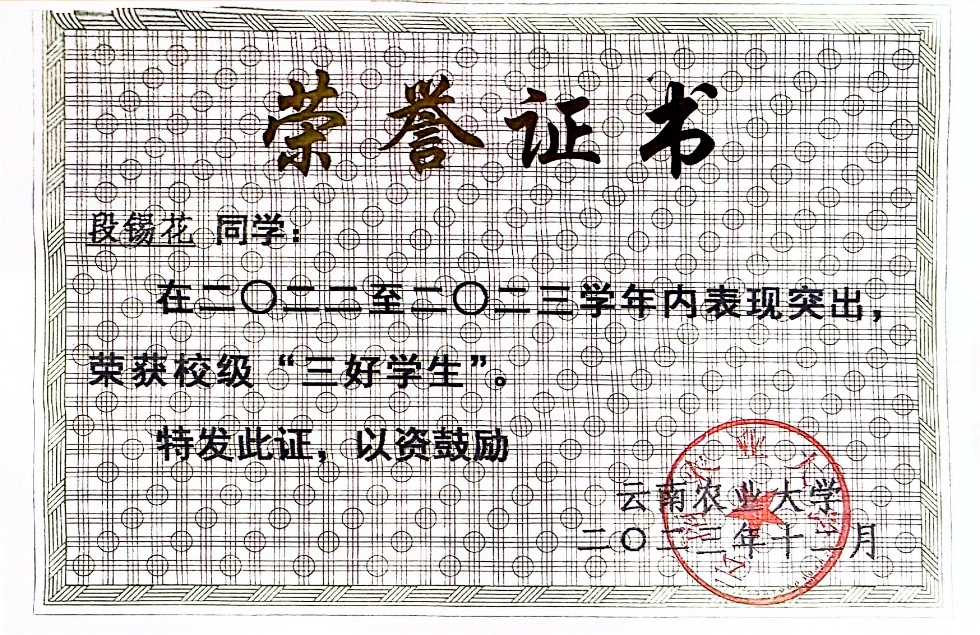 荣誉证书
段锡花 同学：
在二〇二二至二〇二三学年内表现突出，
荣获校级“三好学生”。
特发此证，以资鼓励
云南农业大学
二〇二三年十二月